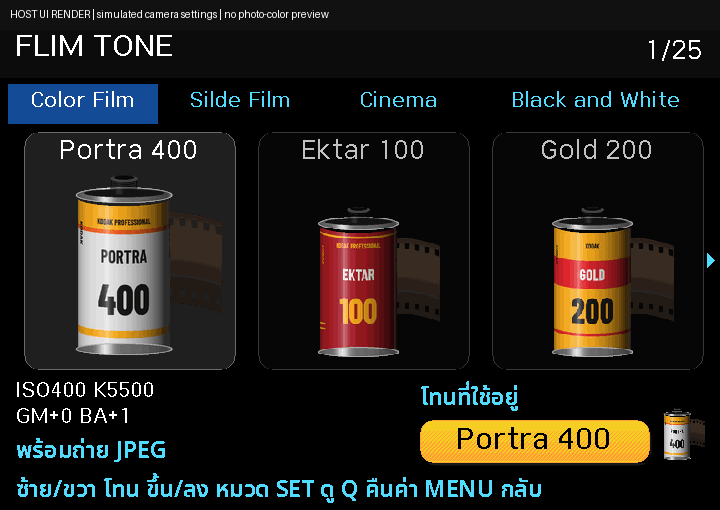 HOST UI RENDER | simulated camera settings | no photo-color preview
FLIM TONE
1/25
Color Film
Silde Film
Cinema
Black and White
Portra 400
Ektar 100
Gold 200
KODAK PROFESSIONAL
KODAK
PORTRA
400
KODAK PROFESSIONAL
EKTAR
100
KODAK
GOLD
200
ISO400 K5500
GM+0 BA+1
พร้อมถ่าย JPEG
โทนที่ใช้อยู่
Portra 400
400
ซ้าย/ขวา โทน ขึ้น/ลง หมวด SET ดู Q คืนค่า MENU กลับ